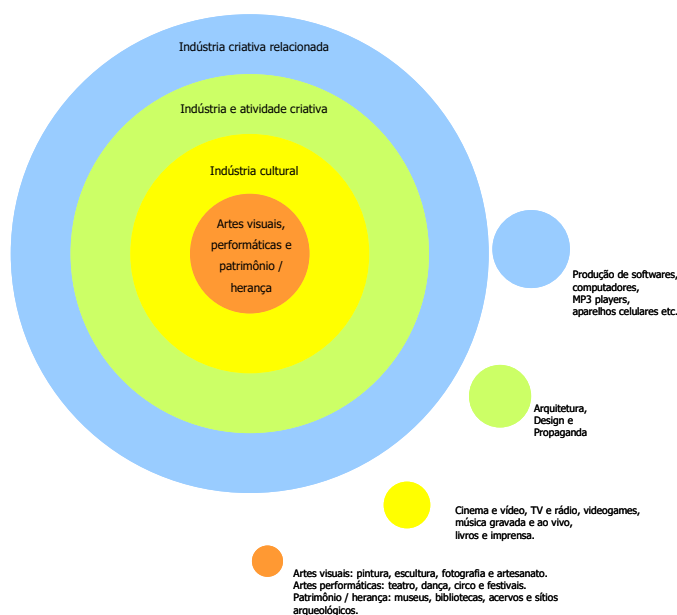 Indústria criativa relacionada
Indústria e atividade criativa
Indústria cultural
Artes visuais,
performáticas e
patrimônio /
herança
Produção de softwares,
computadores,
MP3 players,
aparelhos celulares etc.
Arquitetura,
Design e
Propaganda
Cinema e vídeo, TV e rádio, videogames,
música gravada e ao vivo,
livros e imprensa.
Artes visuais: pintura, escultura, fotografia e artesanato.
Artes performáticas: teatro, dança, circo e festivais.
Patrimônio / herança: museus, bibliotecas, acervos e sítios
arqueológicos.